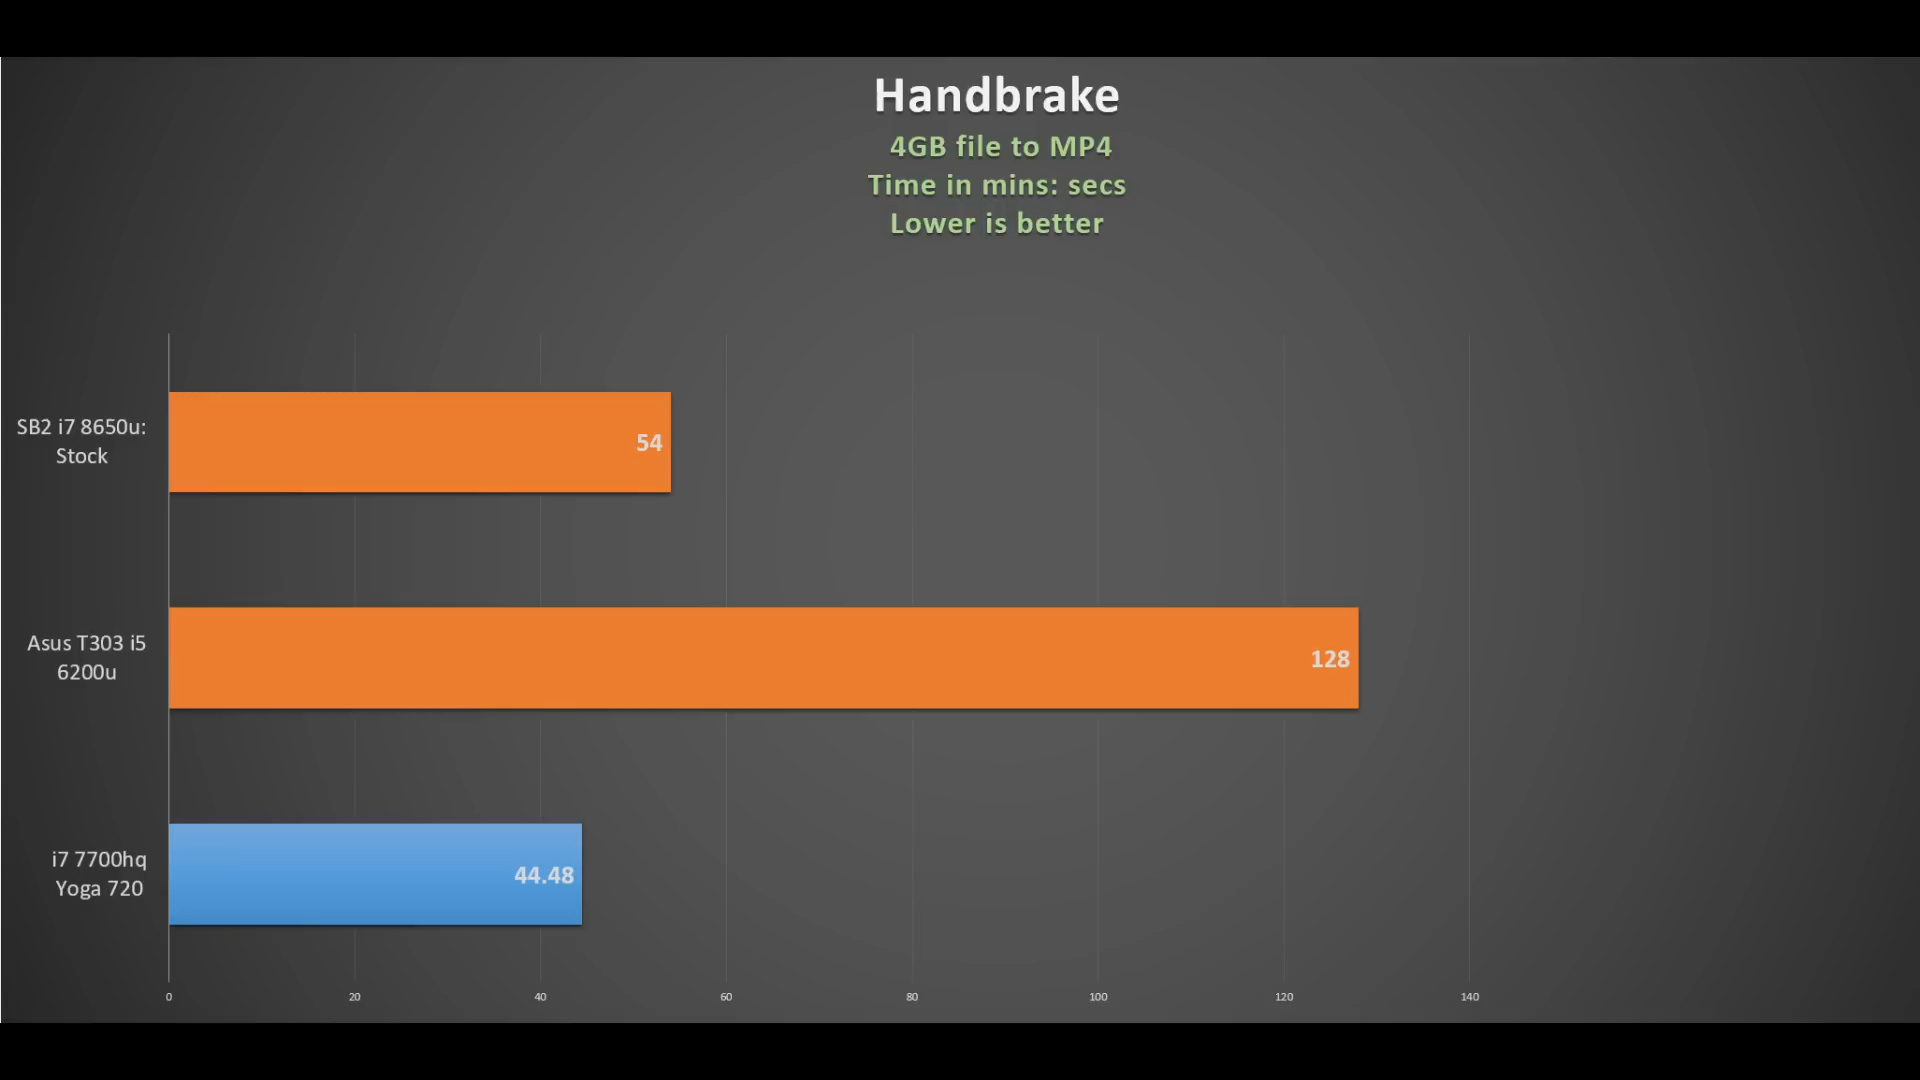 Handbrake
4GB file to MP4
Time in mins: secs
Lower is better
SB2 i7 8650u:
Stock
54
Asus T303 i5
6200u
128
i7 7700hq
Yoga 720
44.48
0 20 40 60 80 100 120 140